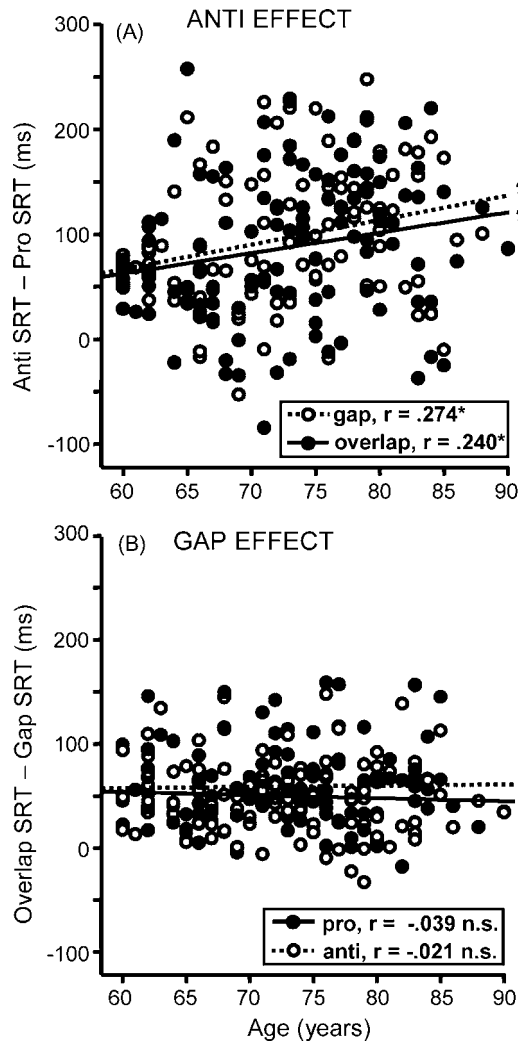 (A) ANTI EFFECT
300
200
100
0
-100
Anti SRT – Pro SRT (ms)
gap, r = .274*
overlap, r = .240*
60 65 70 75 80 85 90
(B) GAP EFFECT
300
200
100
0
-100
Overlap SRT – Gap SRT (ms)
pro, r = -.039 n.s.
anti, r = -.021 n.s.
60 65 70 75 80 85 90
Age (years)